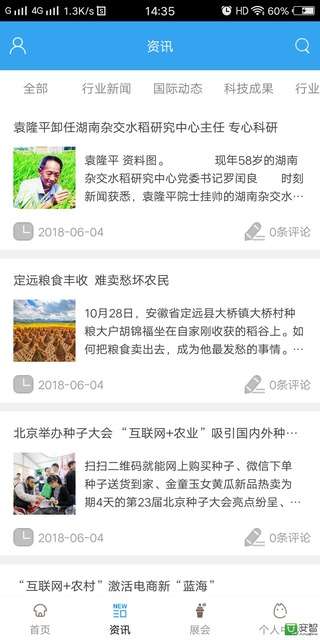 G 4G 1.3K/s 14:35 HD 60%
资讯
全部 行业新闻 国际动态 科技成果 行业
袁隆平卸任湖南杂交水稻研究中心主任 专心科研
袁隆平 资料图。 现年58岁的湖南
杂交水稻研究中心党委书记罗闰良 时刻
新闻获悉，袁隆平院士挂帅的湖南杂交水…
2018-06-04 0条评论
定远粮食丰收 难卖愁坏农民
10月28日，安徽省定远县大桥镇大桥村种
粮大户胡锦福坐在自家刚收获的稻谷上。如
何把粮食卖出去，成为他最发愁的事情。…
2018-06-04 0条评论
北京举办种子大会 “互联网+农业”吸引国内外种…
扫扫二维码就能网上购买种子、微信下单
种子送货到家、金童玉女黄瓜新品热卖为
期4天的第23届北京种子大会亮点纷呈、…
2018-06-04 0条评论
“互联网+农村”激活电商新“蓝海”
NEW
首页 资讯 展会 个人中
安智